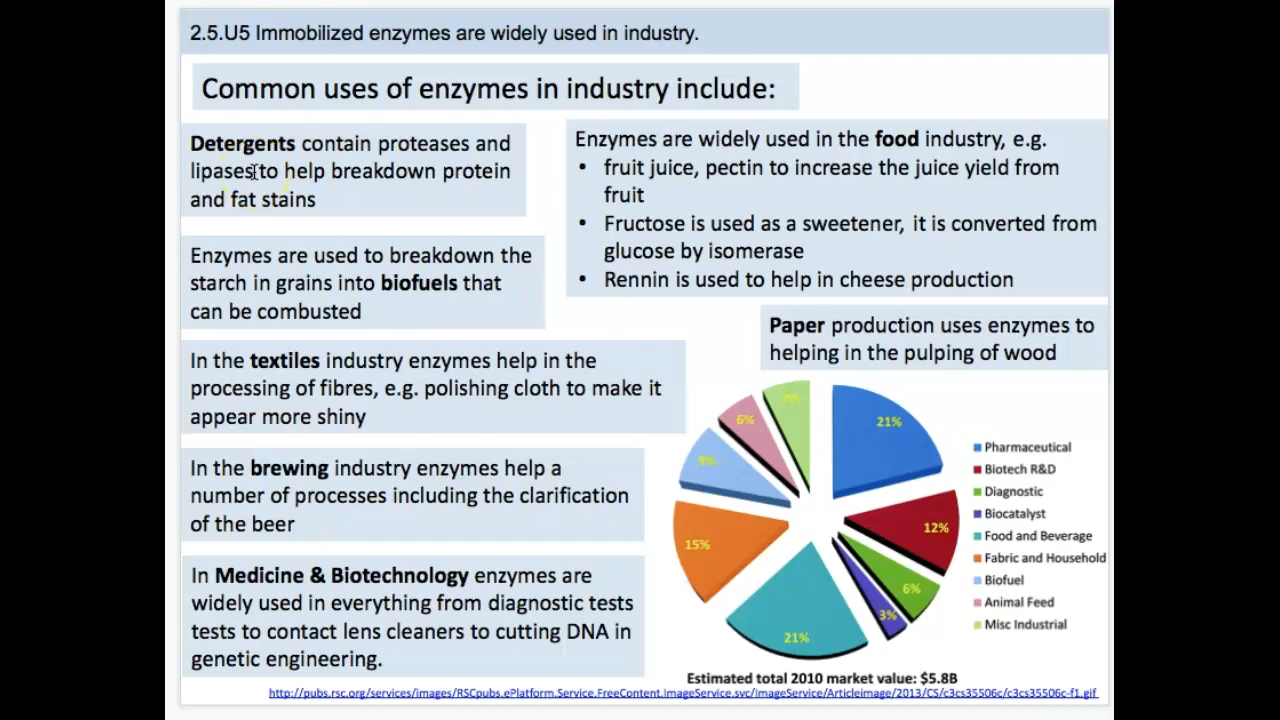 2.5.U5 Immobilized enzymes are widely used in industry.
Common uses of enzymes in industry include:
Detergents contain proteases and
lipases to help breakdown protein
and fat stains
Enzymes are used to breakdown the
starch in grains into biofuels that
can be combusted
In the textiles industry enzymes help in the
processing of fibres, e.g. polishing cloth to make it
appear more shiny
In the brewing industry enzymes help a
number of processes including the clarification
of the beer
In Medicine & Biotechnology enzymes are
widely used in everything from diagnostic tests
tests to contact lens cleaners to cutting DNA in
genetic engineering.
Enzymes are widely used in the food industry, e.g.
• fruit juice, pectin to increase the juice yield from
fruit
• Fructose is used as a sweetener, it is converted from
glucose by isomerase
• Rennin is used to help in cheese production
Paper production uses enzymes to
helping in the pulping of wood
21%
12%
6%
3%
21%
15%
9%
6%
7%
Pharmaceutical
Biotech R&D
Diagnostic
Biocatalyst
Food and Beverage
Fabric and Household
Biofuel
Animal Feed
Misc Industrial
Estimated total 2010 market value: $5.8B
http://pubs.rsc.org/services/images/RSCpubs.ePlatform.Service.FreeContent.ImageService.svc/ImageService/Articleimage/2013/CS/c3cs35506c/c3cs35506c-f1.gif